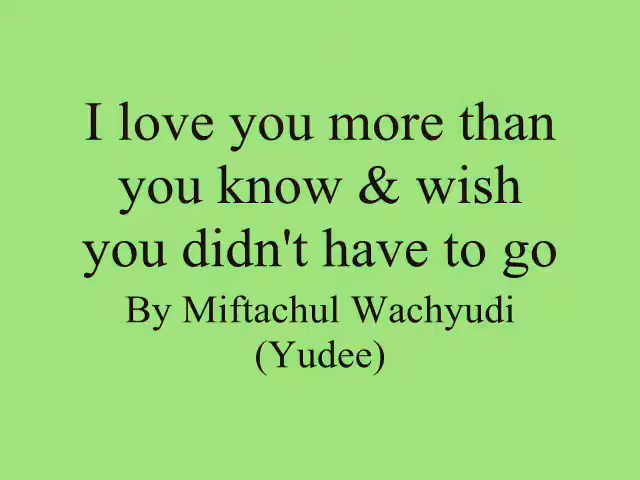 I love you more than
you know & wish
you didn't have to go
By Miftachul Wachyudi
(Yudee)